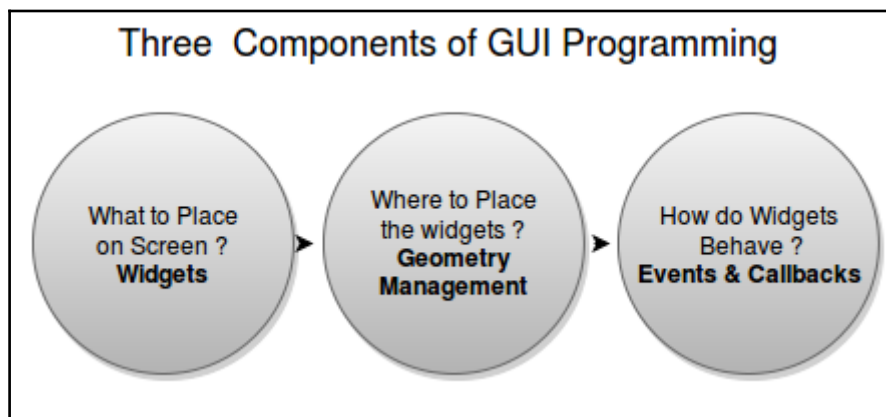 Three Components of GUI Programming
What to Place
on Screen ?
Widgets
Where to Place
the widgets ?
Geometry
Management
How do Widgets
Behave ?
Events & Callbacks